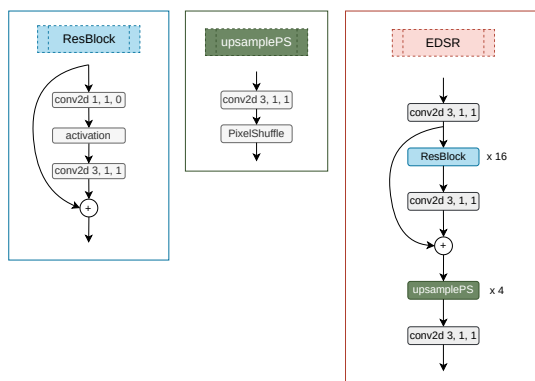 ResBlock
conv2d 1, 1, 0
activation
conv2d 3, 1, 1
+
upsamplePS
conv2d 3, 1, 1
PixelShuffle
EDSR
conv2d 3, 1, 1
ResBlock x 16
conv2d 3, 1, 1
+
upsamplePS x 4
conv2d 3, 1, 1